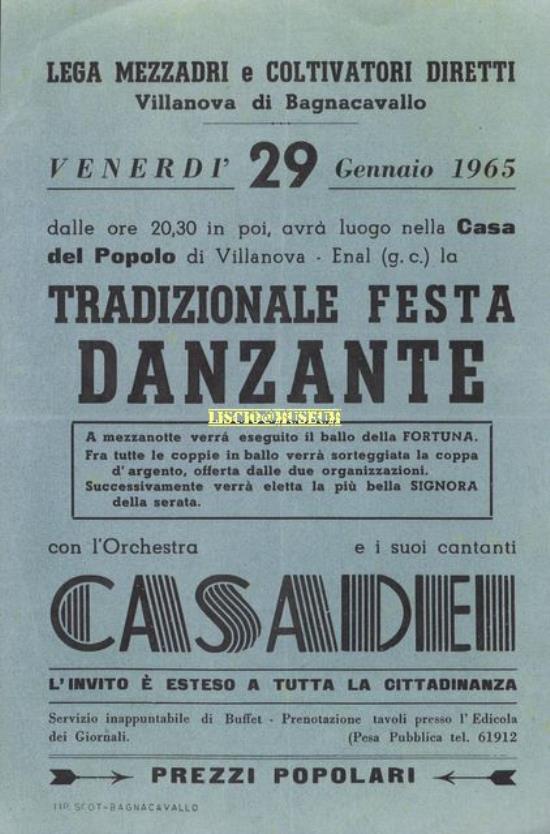 LEGA MEZZADRI e COLTIVATORI DIRETTI
Villanova di Bagnacavallo
VENERDI' 29 Gennaio 1965
dalle ore 20,30 in poi, avrà luogo nella Casa
del Popolo di Villanova - Enal (g.c.) la
TRADIZIONALE FESTA
DANZANTE
LISCIO@MUSEUM
A mezzanotte verrà eseguito il ballo della FORTUNA.
Fra tutte le coppie in ballo verrà sorteggiata la coppa
d'argento, offerta dalle due organizzazioni.
Successivamente verrà eletta la più bella SIGNORA
della serata.
con l'Orchestra e i suoi cantanti
CASADEI
L'INVITO È ESTESO A TUTTA LA CITTADINANZA
Servizio inappuntabile di Buffet - Prenotazione tavoli presso l'Edicola
dei Giornali. (Pesa Pubblica tel. 61912
PREZZI POPOLARI
TIP. SCOT-BAGNACAVALLO